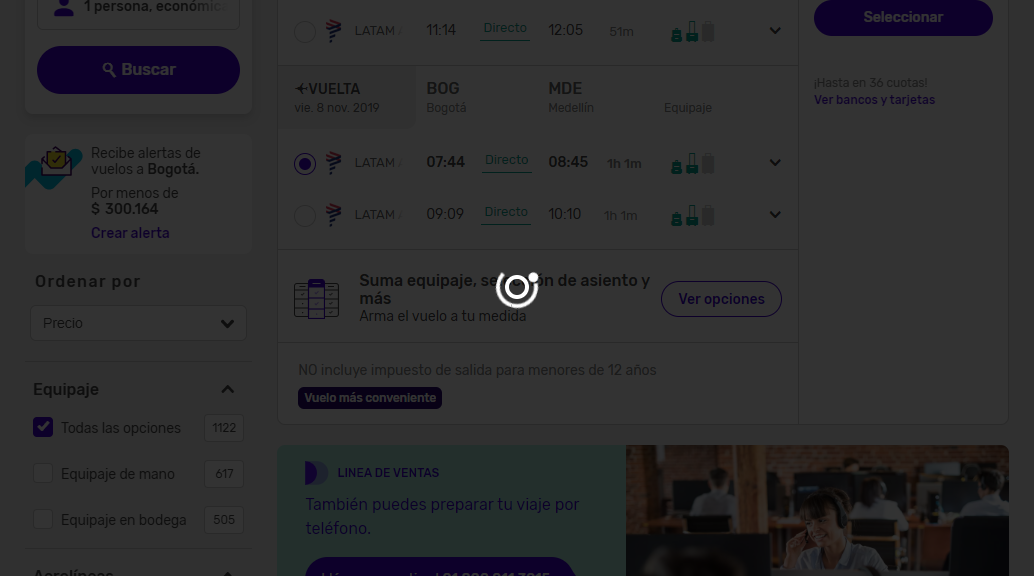 1 persona, económic
Buscar
Recibe alertas de
vuelos a Bogotá.
Por menos de
$ 300.164
Crear alerta
Ordenar por
Precio
Equipaje
Todas las opciones 1122
Equipaje de mano 617
Equipaje en bodega 505
Aerolíneas
LATAM 11:14 Directo 12:05 51m
VUELTA BOG MDE
vie. 8 nov. 2019 Bogotá Medellín Equipaje
LATAM 07:44 Directo 08:45 1h 1m
LATAM 09:09 Directo 10:10 1h 1m
Suma equipaje, de asiento y
más
Arma el vuelo a tu medida
Ver opciones
NO incluye impuesto de salida para menores de 12 años
Vuelo más conveniente
LINEA DE VENTAS
También puedes preparar tu viaje por
teléfono.
Seleccionar
¡Hasta en 36 cuotas!
Ver bancos y tarjetas